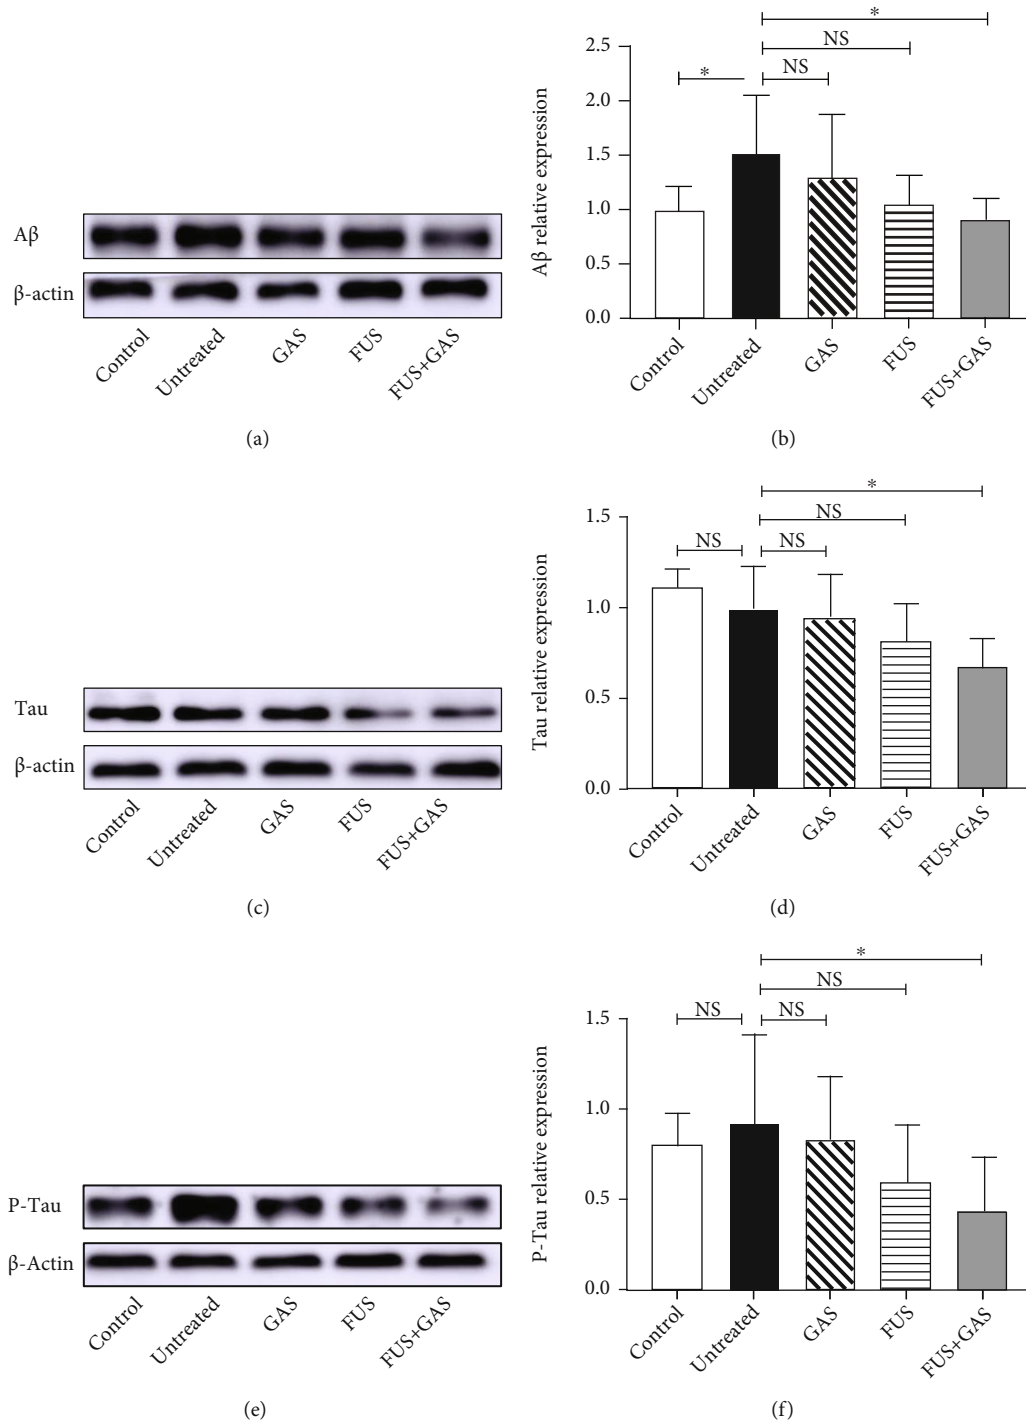 Aβ
β-actin
Control
Untreated
GAS
FUS
FUS+GAS
(a)
Aβ relative expression
2.5
2.0
1.5
1.0
0.5
0.0
*
NS
* NS
Control
Untreated
GAS
FUS
FUS+GAS
(b)
Tau
β-actin
Control
Untreated
GAS
FUS
FUS+GAS
(c)
Tau relative expression
1.5
1.0
0.5
0.0
*
NS
NS NS
Control
Untreated
GAS
FUS
FUS+GAS
(d)
P-Tau
β-Actin
Control
Untreated
GAS
FUS
FUS+GAS
(e)
P-Tau relative expression
1.5
1.0
0.5
0.0
*
NS
NS NS
Control
Untreated
GAS
FUS
FUS+GAS
(f)